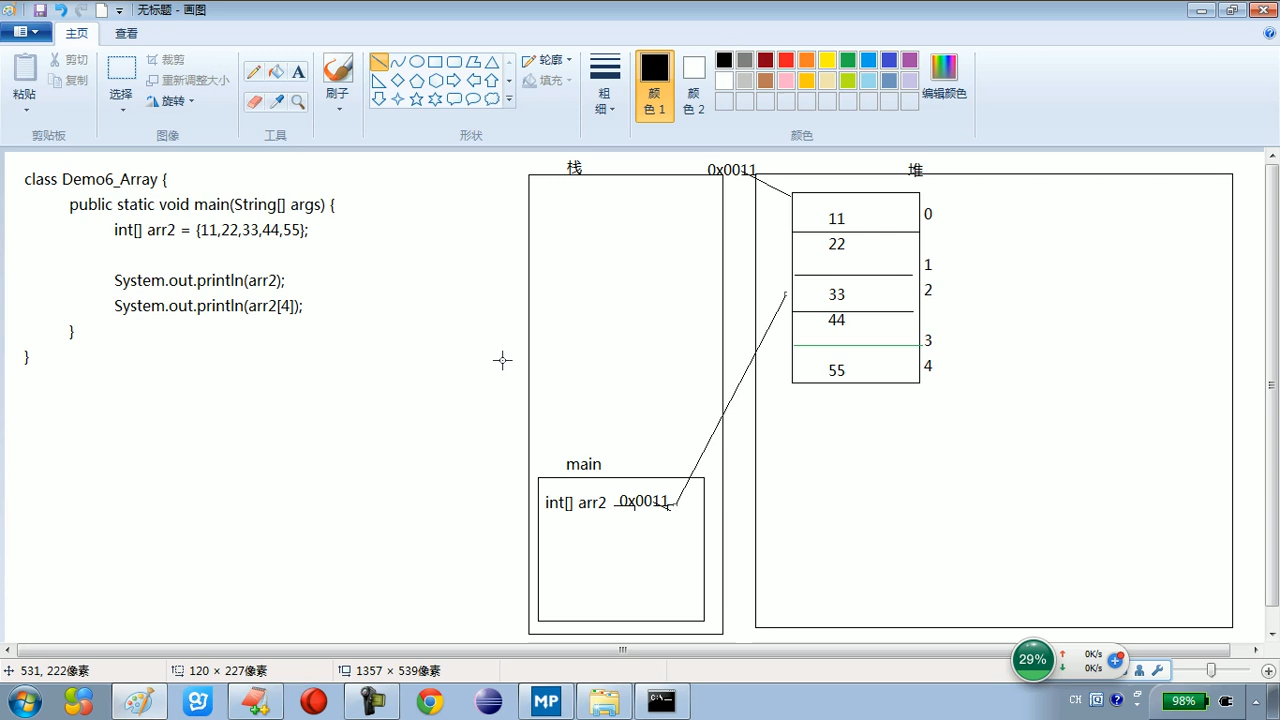 无标题 - 画图
主页
查看
粘贴
剪切
复制
剪贴板
选择
裁剪
重新调整大小
旋转
图像
A
工具
刷子
形状
轮廓
填充
粗
细
颜
色 1
颜
色 2
颜色
编辑颜色
class Demo6_Array {
public static void main(String[] args) {
int[] arr2 = {11,22,33,44,55};
System.out.println(arr2);
System.out.println(arr2[4]);
}
}
栈
0x0011
堆
11
0
22
1
33
2
44
3
55
4
main
int[] arr2
0x0011
531, 222像素
120 × 227像素
1357 × 539像素
29%
0K/s
0K/s
MP
C:\
CH
98%